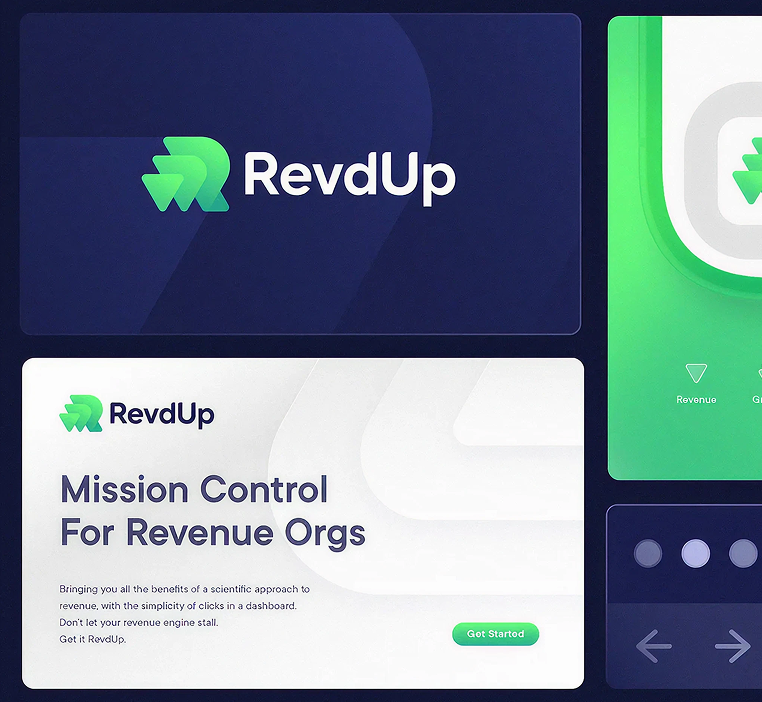 RevdUp
RevdUp
Mission Control
For Revenue Orgs
Bringing you all the benefits of a scientific approach to
revenue, with the simplicity of clicks in a dashboard.
Don't let your revenue engine stall.
Get it RevdUp.
Get Started
Revenue